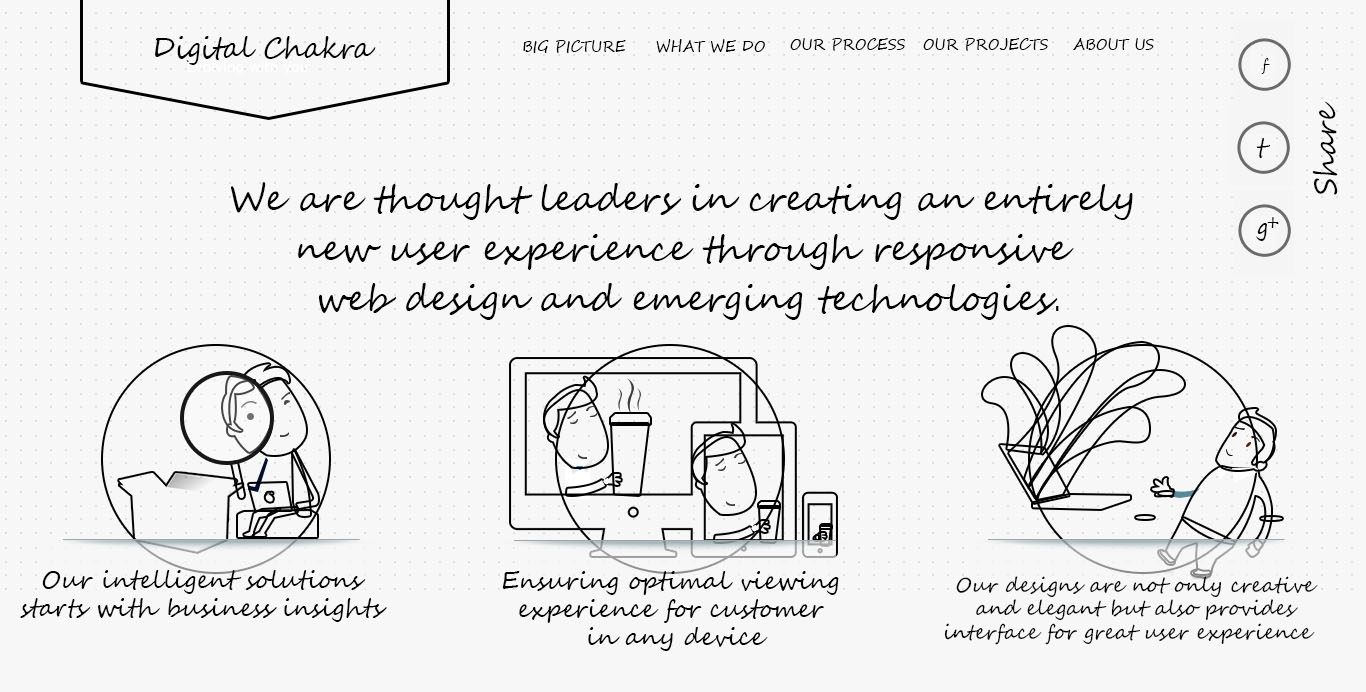 Digital Chakra
BIG PICTURE
WHAT WE DO
OUR PROCESS
OUR PROJECTS
ABOUT US
f
t
g+
Share
We are thought leaders in creating an entirely
new user experience through responsive
web design and emerging technologies.
Our intelligent solutions
starts with business insights
Ensuring optimal viewing
experience for customer
in any device
Our designs are not only creative
and elegant but also provides
interface for great user experience